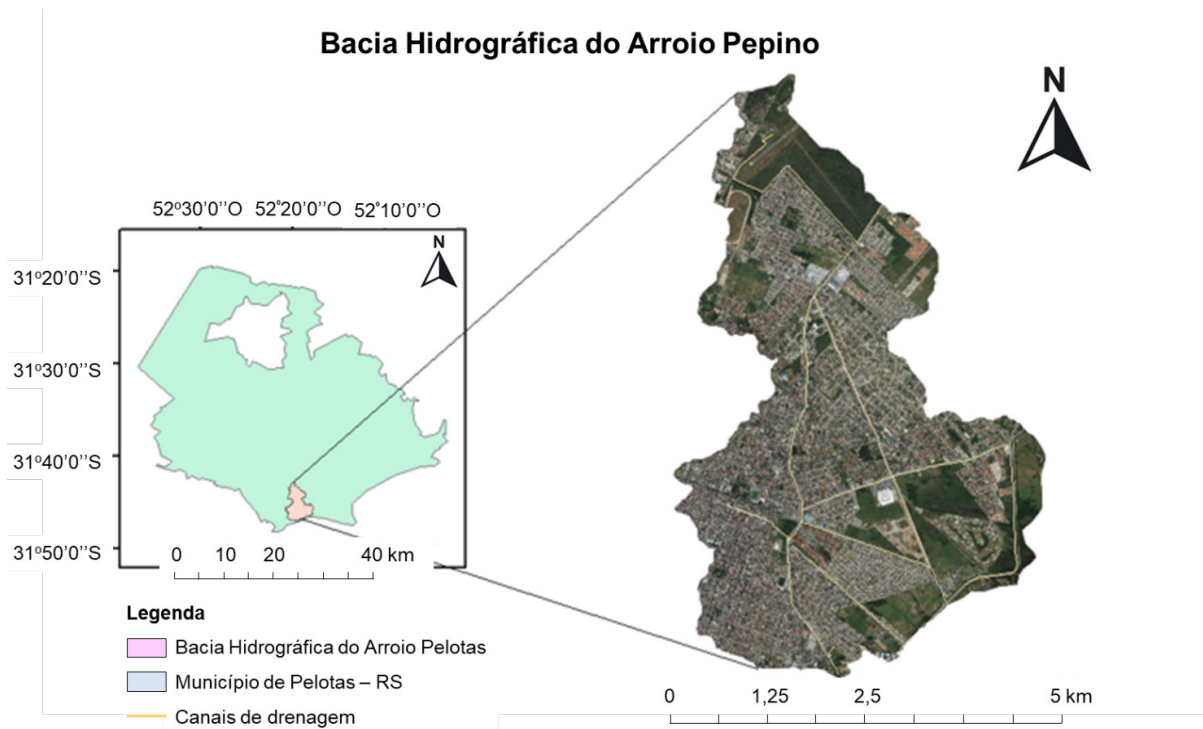 Bacia Hidrográfica do Arroio Pepino
N
52º30’0’’O 52°20’0’’O 52°10’0’’O
N
31º20’0’’S
31º30’0’’S
31º40’0’’S
31º50’0’’S
0 10 20 40 km
Legenda
Bacia Hidrográfica do Arroio Pelotas
Município de Pelotas – RS
Canais de drenagem
0 1,25 2,5 5 km